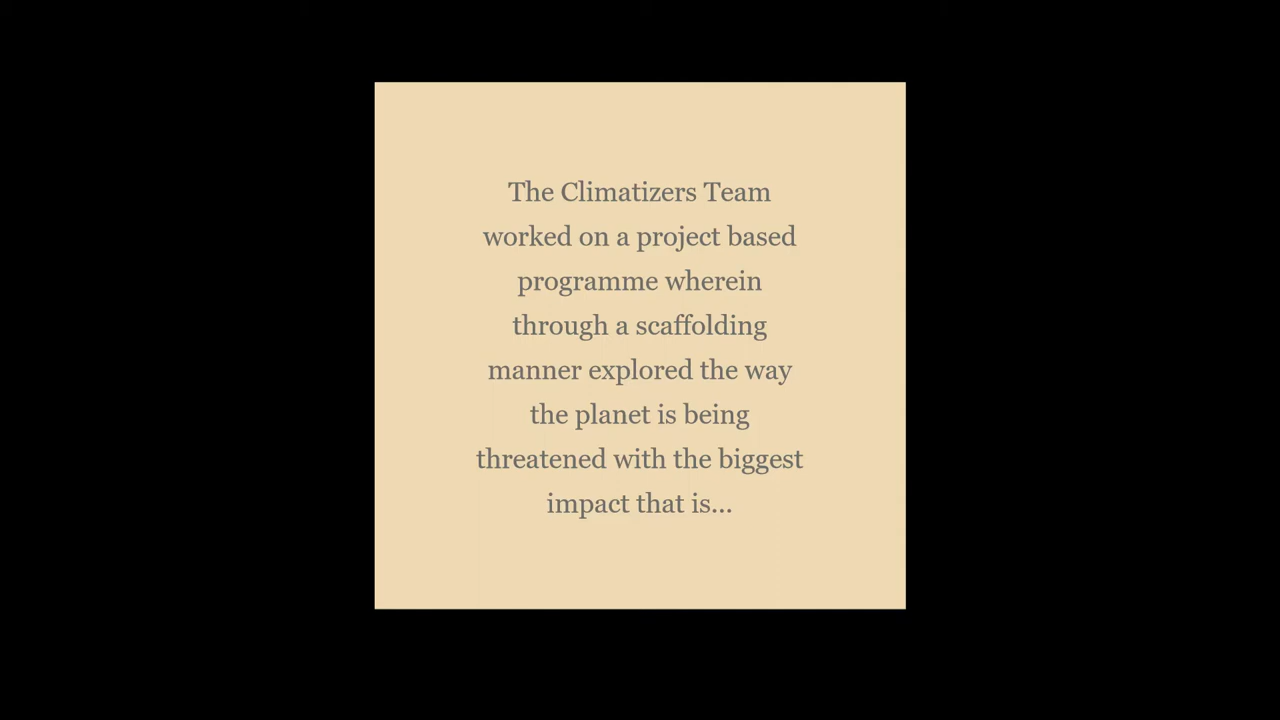 The Climatizers Team
worked on a project based
programme wherein
through a scaffolding
manner explored the way
the planet is being
threatened with the biggest
impact that is...